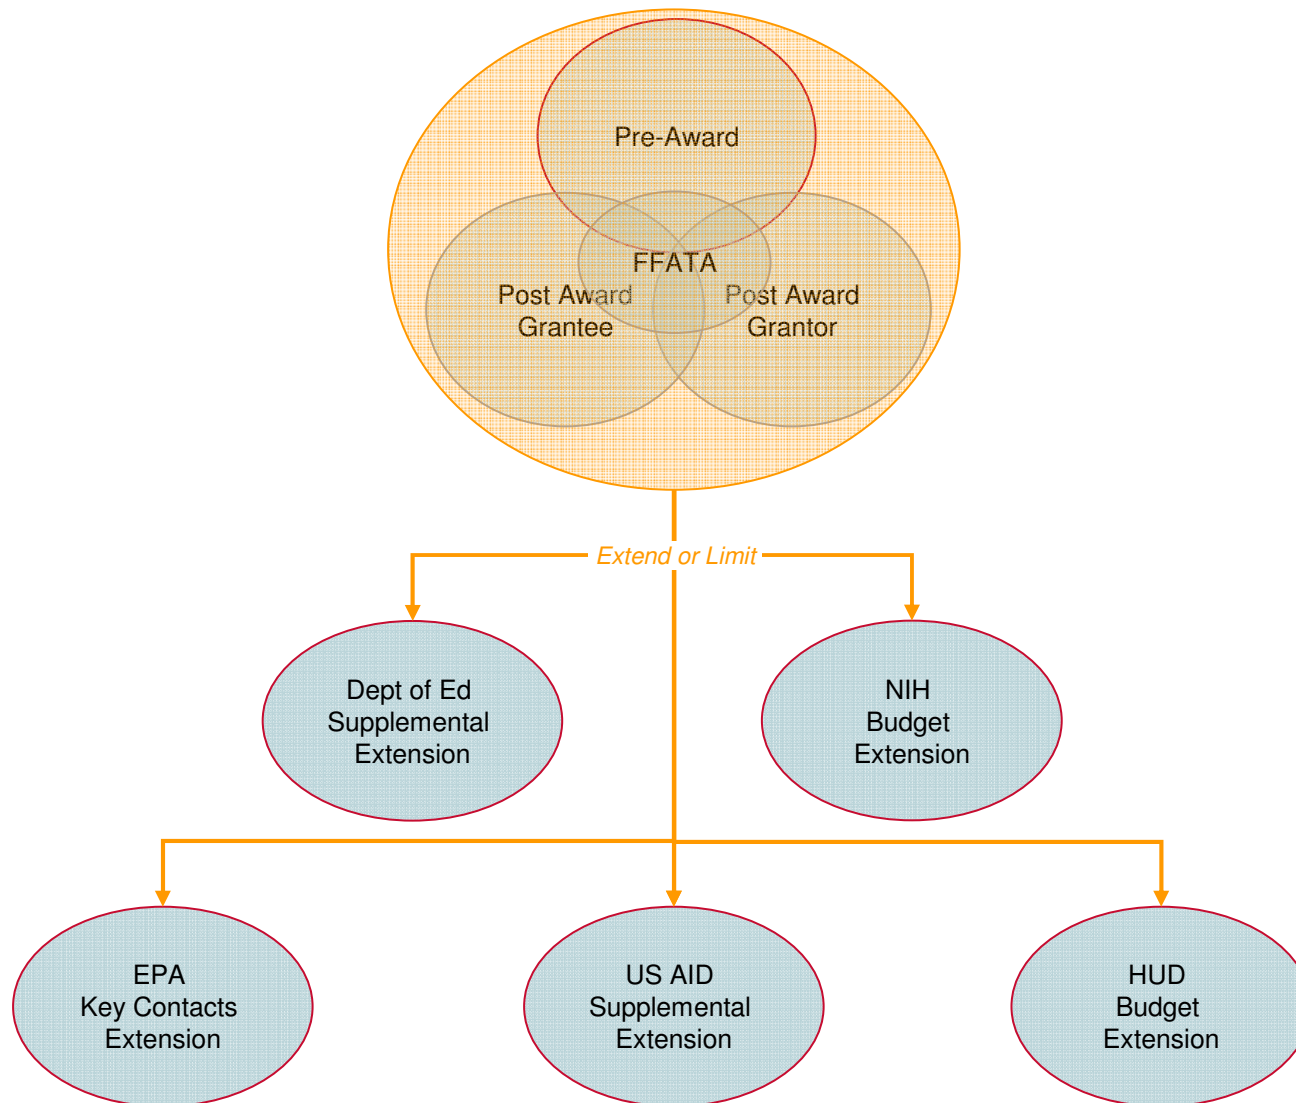 Pre-Award
FFATA
Post Award
Grantee
Post Award
Grantor
Extend or Limit
Dept of Ed
Supplemental
Extension
NIH
Budget
Extension
EPA
Key Contacts
Extension
US AID
Supplemental
Extension
HUD
Budget
Extension